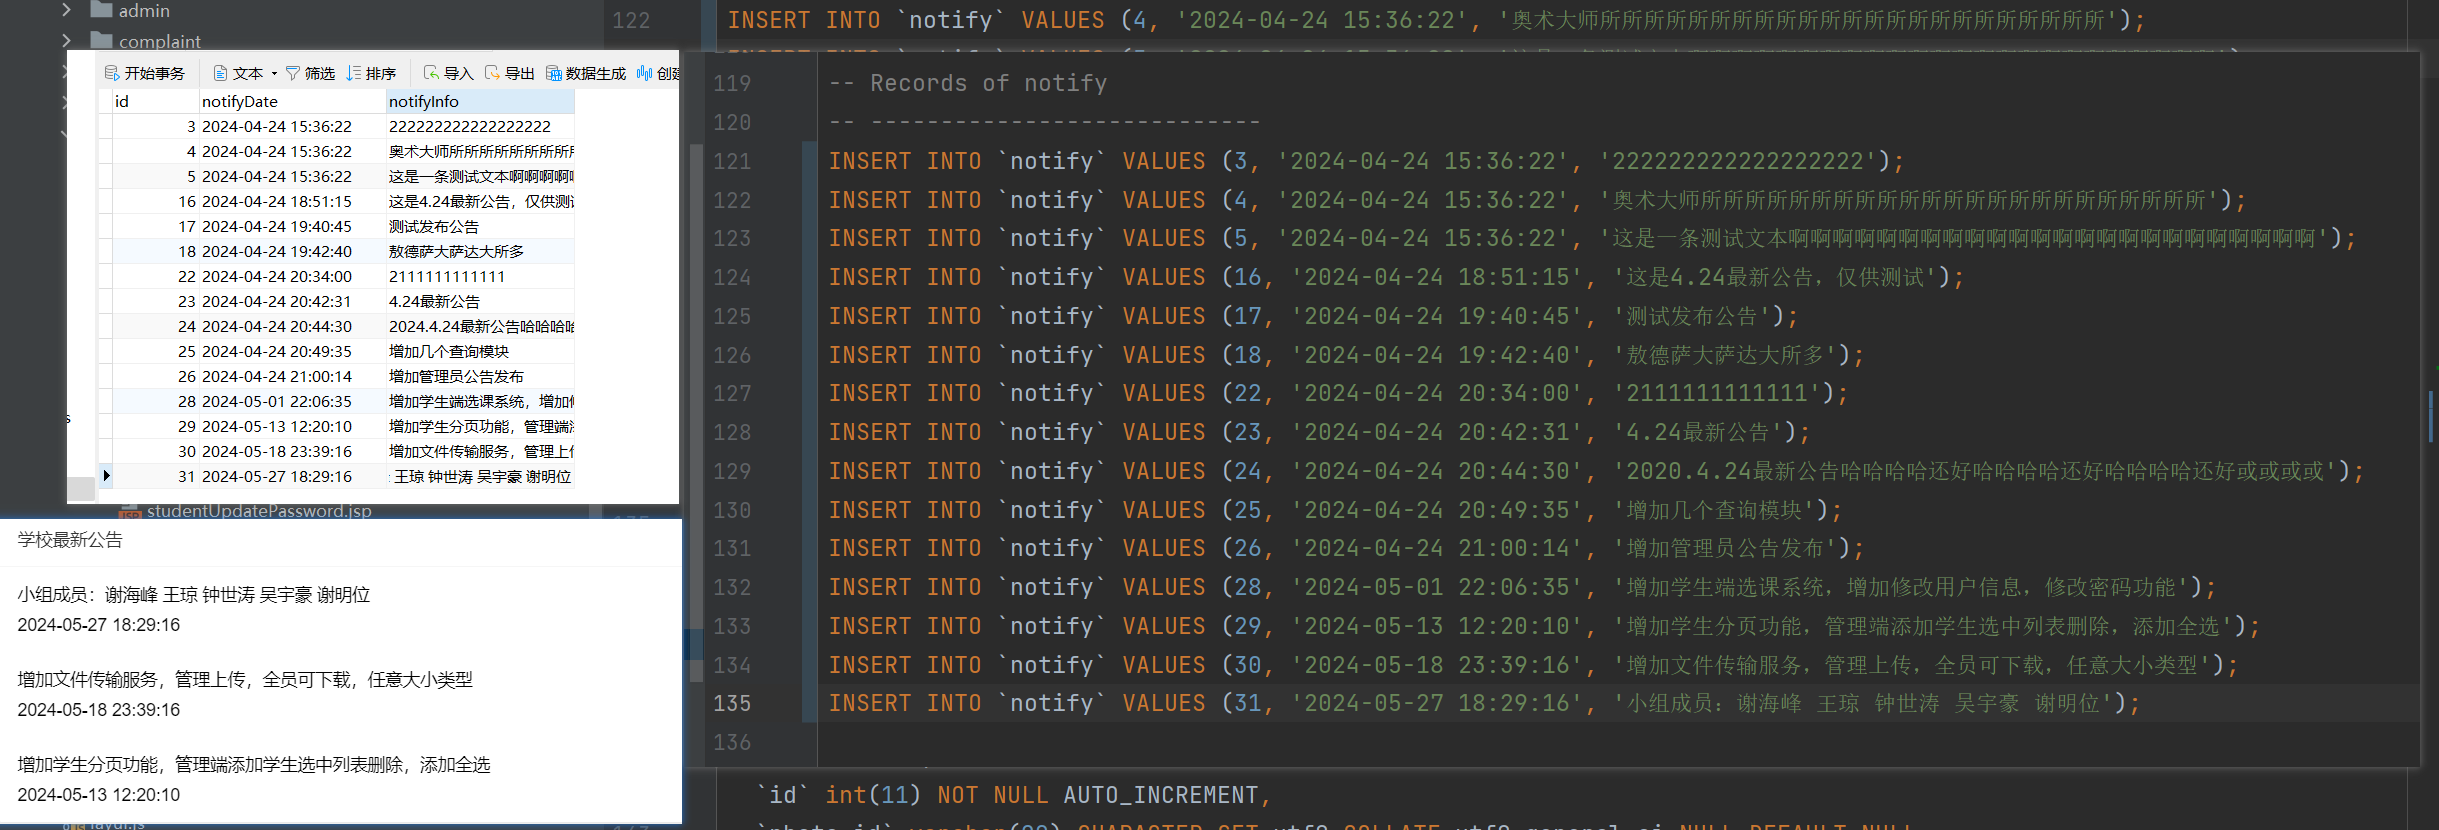 admin
complaint
122 INSERT INTO `notify` VALUES (4, '2024-04-24 15:36:22', '奥术大师所所所所所所所所所所所所所所所所所所所所所所所');
开始事务 文本 筛选 排序 导入 导出 数据生成 创建
id notifyDate notifyInfo
3 2024-04-24 15:36:22 222222222222222222
4 2024-04-24 15:36:22 奥术大师所所所所所所所所
5 2024-04-24 15:36:22 这是一条测试文本啊啊啊啊
16 2024-04-24 18:51:15 这是4.24最新公告，仅供测试
17 2024-04-24 19:40:45 测试发布公告
18 2024-04-24 19:42:40 敖德萨大萨达大所多
22 2024-04-24 20:34:00 2111111111111
23 2024-04-24 20:42:31 4.24最新公告
24 2024-04-24 20:44:30 2024.4.24最新公告哈哈哈哈
25 2024-04-24 20:49:35 增加几个查询模块
26 2024-04-24 21:00:14 增加管理员公告发布
28 2024-05-01 22:06:35 增加学生端选课系统，增加修
29 2024-05-13 12:20:10 增加学生分页功能，管理端添
30 2024-05-18 23:39:16 增加文件传输服务，管理上传
31 2024-05-27 18:29:16 : 王琼 钟世涛 吴宇豪 谢明位
studentUpdatePassword.jsp
学校最新公告
小组成员：谢海峰 王琼 钟世涛 吴宇豪 谢明位
2024-05-27 18:29:16
增加文件传输服务，管理上传，全员可下载，任意大小类型
2024-05-18 23:39:16
增加学生分页功能，管理端添加学生选中列表删除，添加全选
2024-05-13 12:20:10
119 -- Records of notify
120 -- ----------------------------
121 INSERT INTO `notify` VALUES (3, '2024-04-24 15:36:22', '222222222222222222');
122 INSERT INTO `notify` VALUES (4, '2024-04-24 15:36:22', '奥术大师所所所所所所所所所所所所所所所所所所所所所所所');
123 INSERT INTO `notify` VALUES (5, '2024-04-24 15:36:22', '这是一条测试文本啊啊啊啊啊啊啊啊啊啊啊啊啊啊啊啊啊啊啊啊啊啊啊啊');
124 INSERT INTO `notify` VALUES (16, '2024-04-24 18:51:15', '这是4.24最新公告，仅供测试');
125 INSERT INTO `notify` VALUES (17, '2024-04-24 19:40:45', '测试发布公告');
126 INSERT INTO `notify` VALUES (18, '2024-04-24 19:42:40', '敖德萨大萨达大所多');
127 INSERT INTO `notify` VALUES (22, '2024-04-24 20:34:00', '2111111111111');
128 INSERT INTO `notify` VALUES (23, '2024-04-24 20:42:31', '4.24最新公告');
129 INSERT INTO `notify` VALUES (24, '2024-04-24 20:44:30', '2020.4.24最新公告哈哈哈哈还好哈哈哈哈还好哈哈哈哈还好或或或或');
130 INSERT INTO `notify` VALUES (25, '2024-04-24 20:49:35', '增加几个查询模块');
131 INSERT INTO `notify` VALUES (26, '2024-04-24 21:00:14', '增加管理员公告发布');
132 INSERT INTO `notify` VALUES (28, '2024-05-01 22:06:35', '增加学生端选课系统，增加修改用户信息，修改密码功能');
133 INSERT INTO `notify` VALUES (29, '2024-05-13 12:20:10', '增加学生分页功能，管理端添加学生选中列表删除，添加全选');
134 INSERT INTO `notify` VALUES (30, '2024-05-18 23:39:16', '增加文件传输服务，管理上传，全员可下载，任意大小类型');
135 INSERT INTO `notify` VALUES (31, '2024-05-27 18:29:16', '小组成员：谢海峰 王琼 钟世涛 吴宇豪 谢明位');
136
`id` int(11) NOT NULL AUTO_INCREMENT,